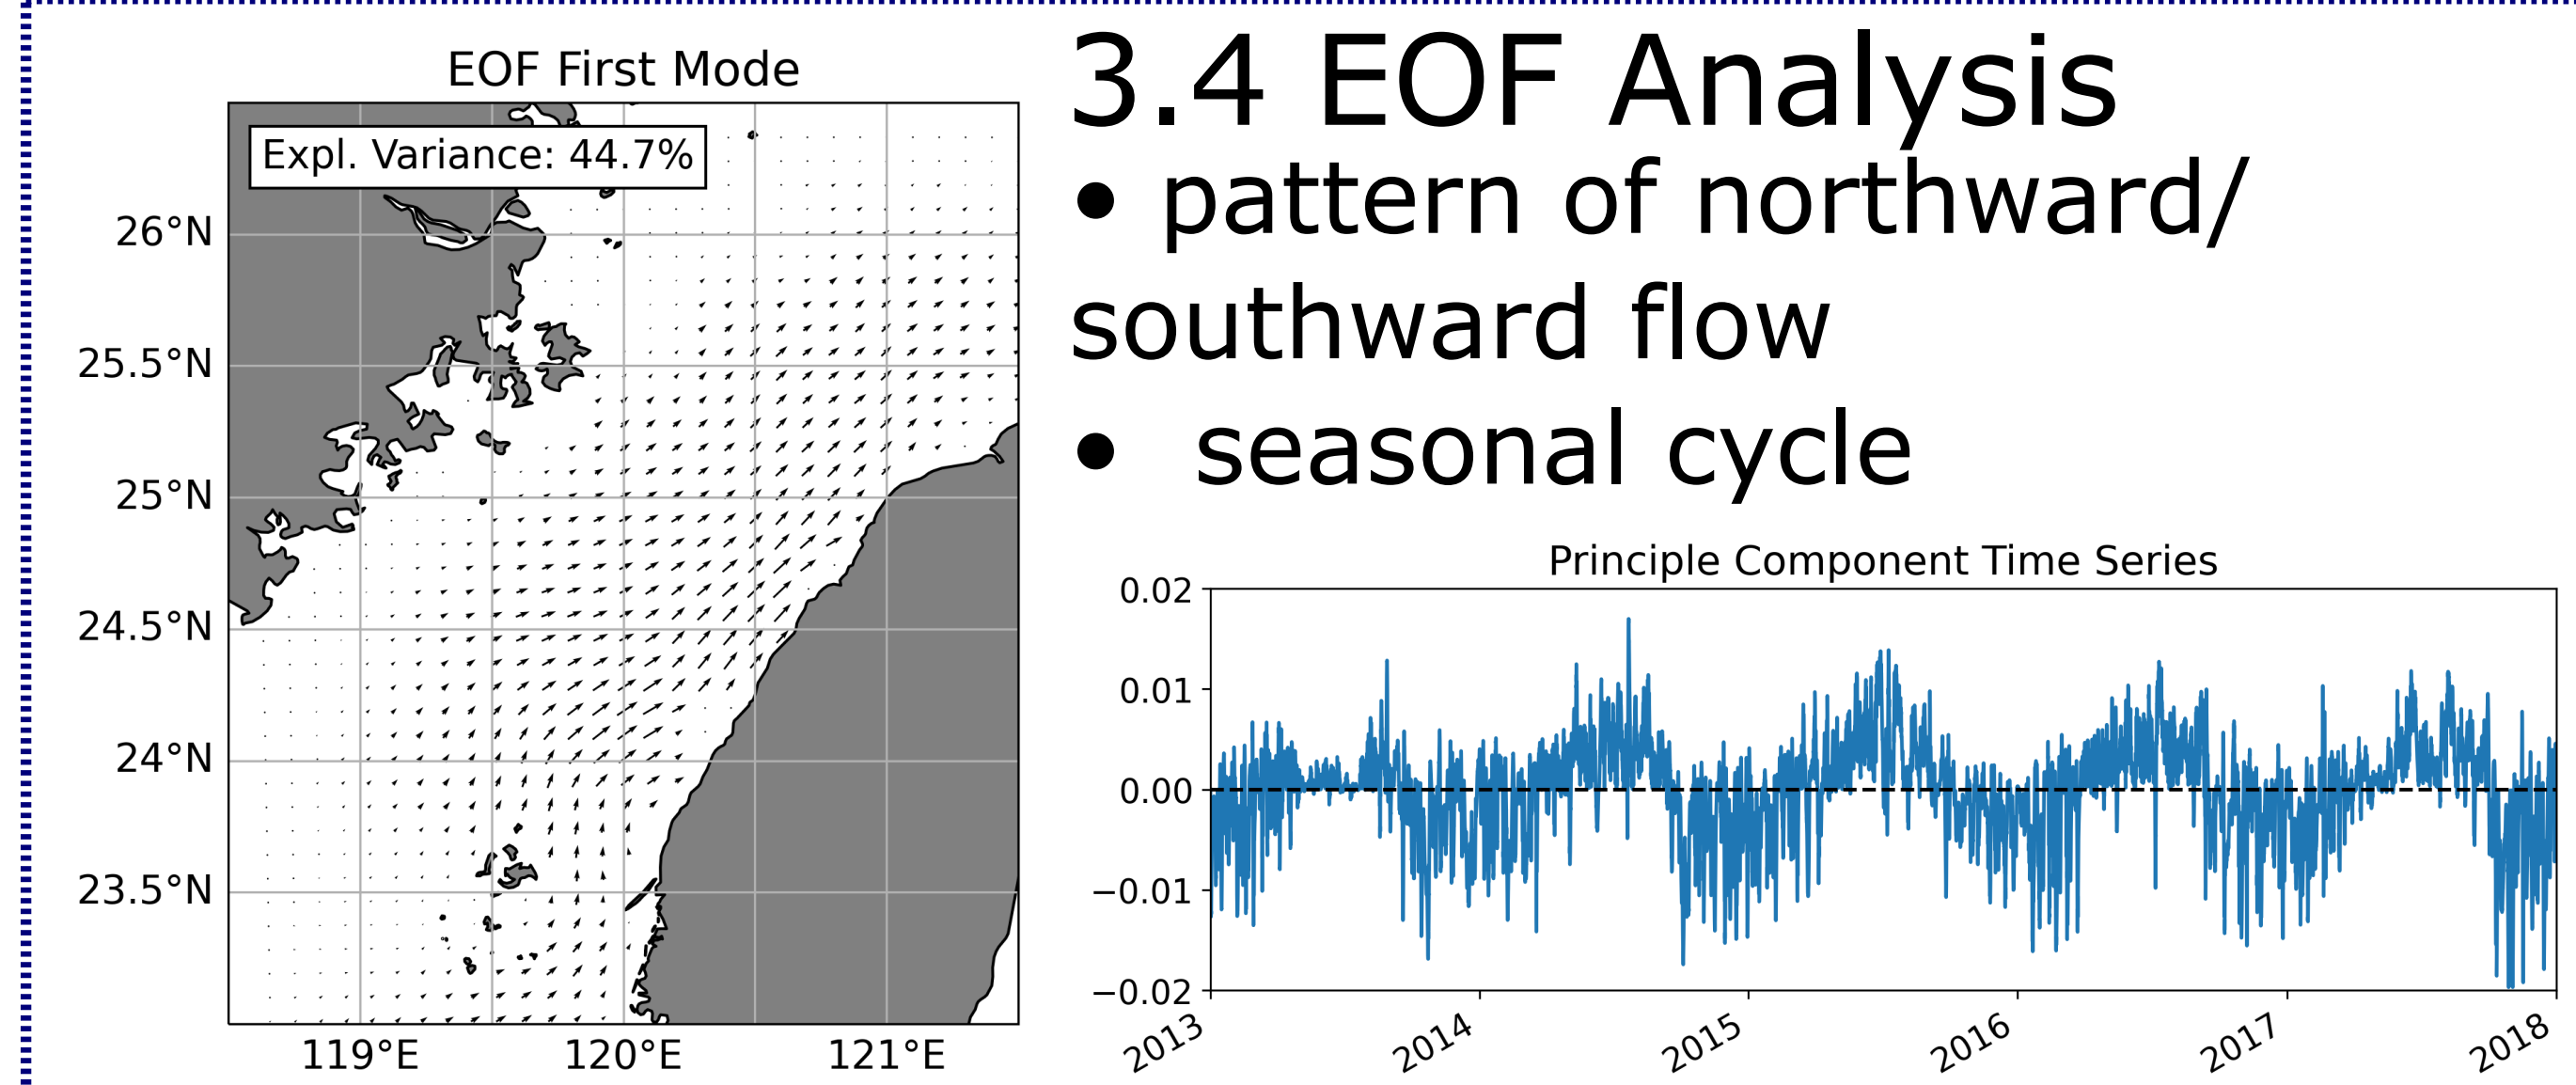 EOF First Mode
Expl. Variance: 44.7%
26°N
25.5°N
25°N
24.5°N
24°N
23.5°N
119°E 120°E 121°E
3.4 EOF Analysis
• pattern of northward/
southward flow
• seasonal cycle
Principle Component Time Series
0.02
0.01
0.00
−0.01
−0.02
2013 2014 2015 2016 2017 2018